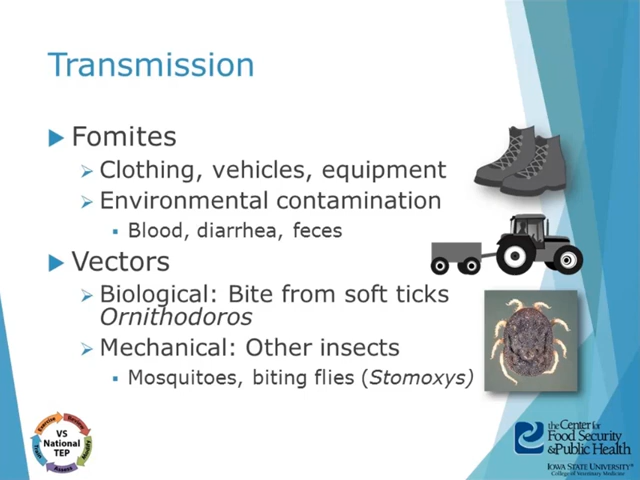 Transmission
Fomites
Clothing, vehicles, equipment
Environmental contamination
Blood, diarrhea, feces
Vectors
Biological: Bite from soft ticks
Ornithodoros
Mechanical: Other insects
Mosquitoes, biting flies (Stomoxys)
VS
National
TEP
the Center for
Food Security
&Public Health
IOWA STATE UNIVERSITY®
College of Veterinary Medicine